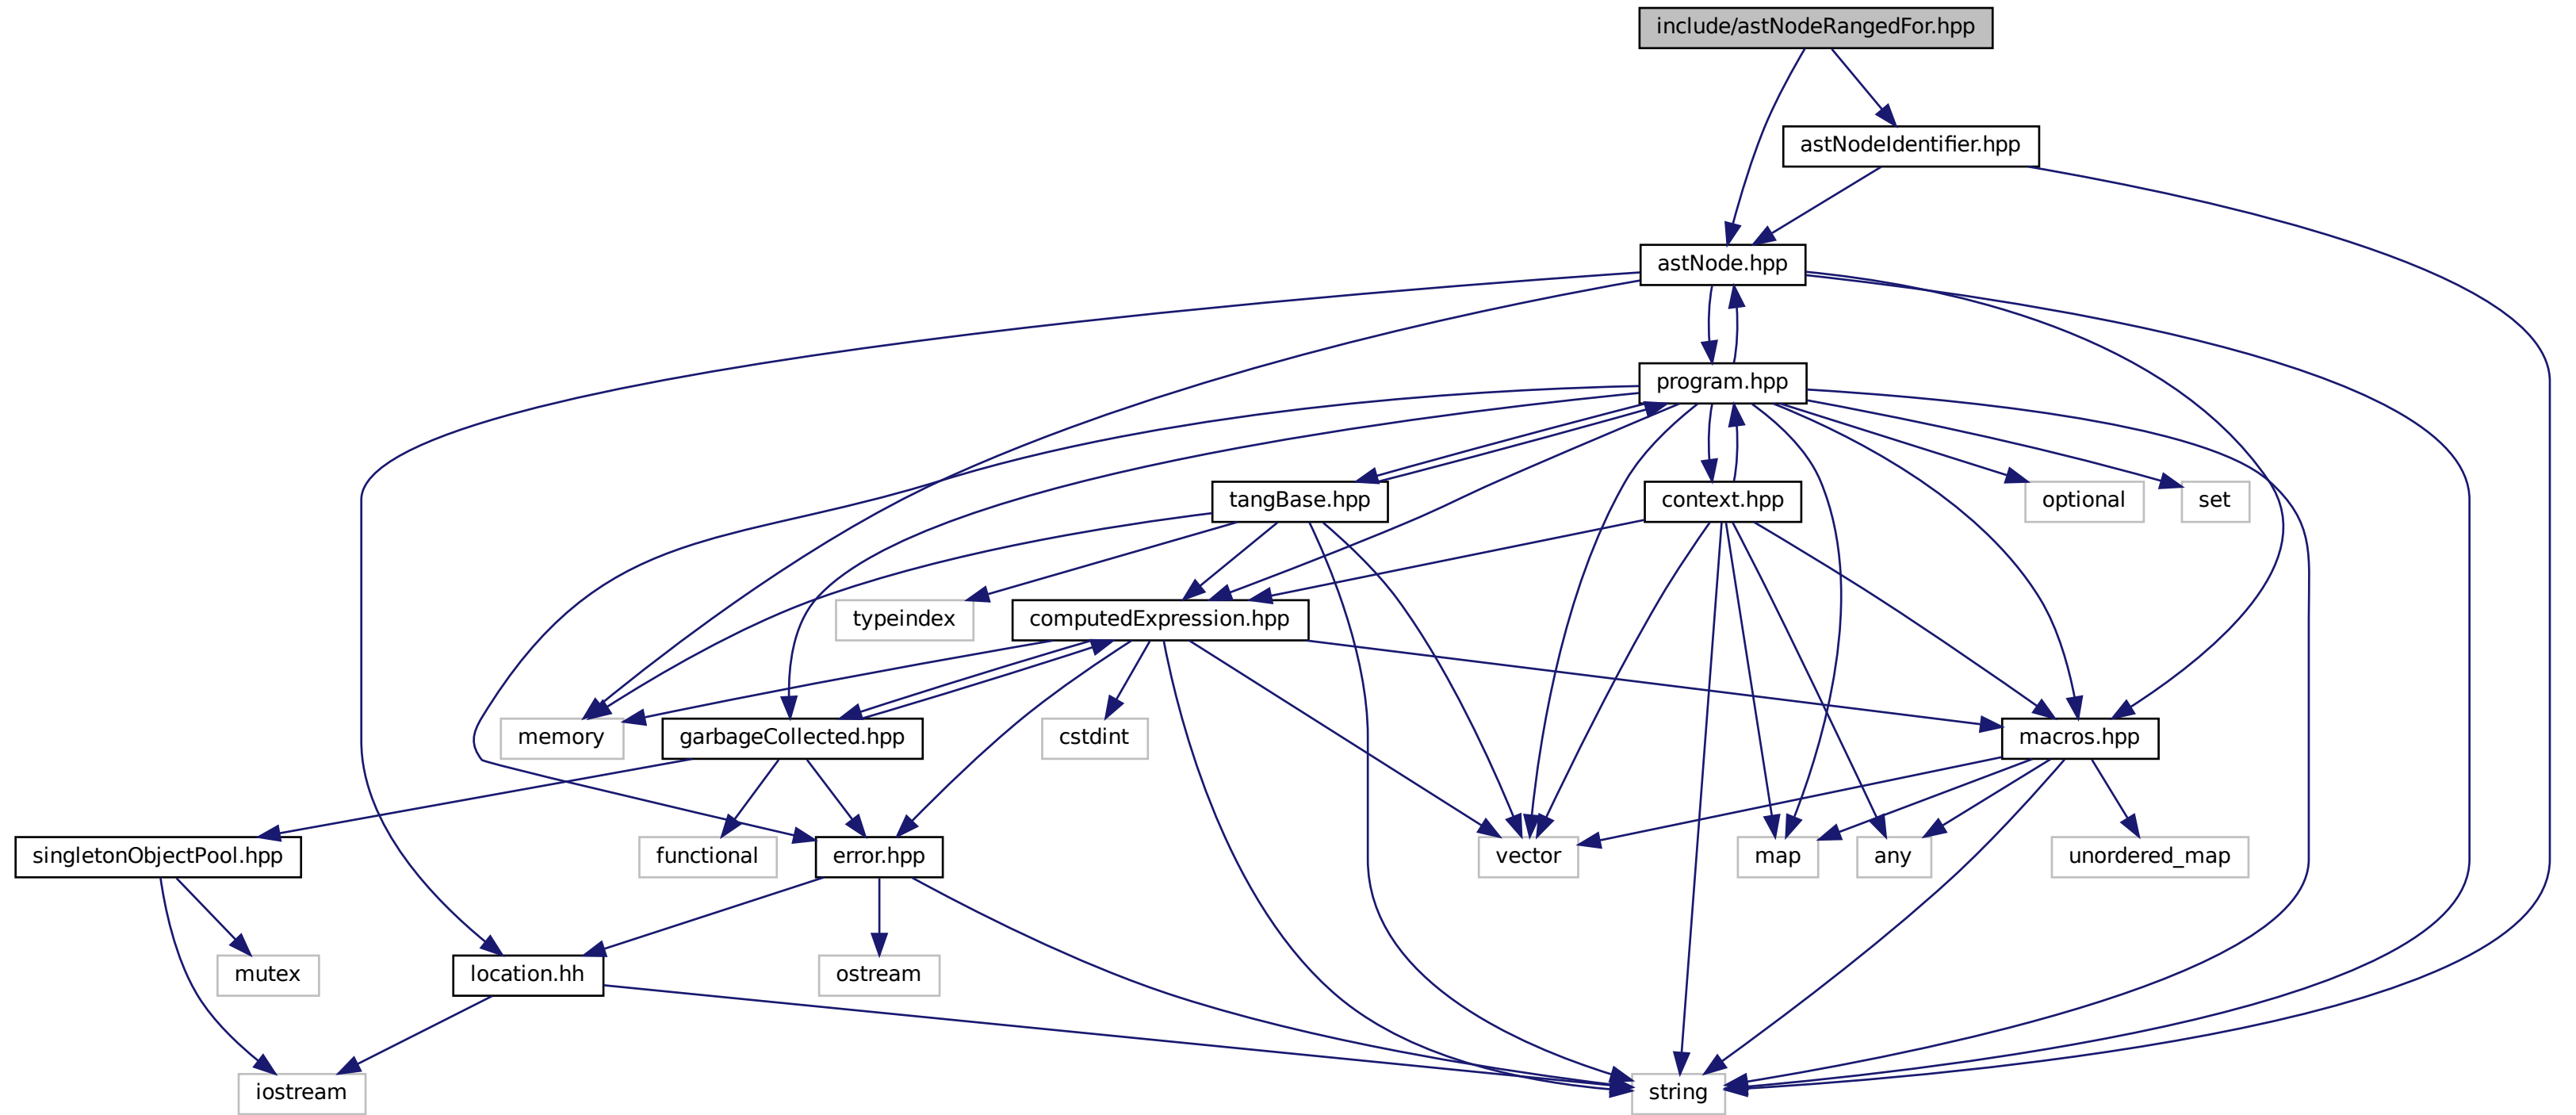 include/astNodeRangedFor.hpp
astNodeIdentifier.hpp
astNode.hpp
program.hpp
tangBase.hpp
context.hpp
optional
set
typeindex
computedExpression.hpp
memory
garbageCollected.hpp
cstdint
macros.hpp
singletonObjectPool.hpp
functional
error.hpp
vector
map
any
unordered_map
mutex
location.hh
ostream
iostream
string